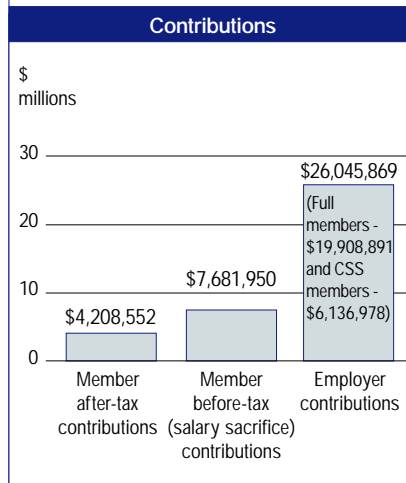 Contributions
$
millions
30
20
10
0
$4,208,552
$7,681,950
$26,045,869
(Full
members -
$19,908,891
and CSS
members -
$6,136,978)
Member
after-tax
contributions
Member
before-tax
(salary sacrifice)
contributions
Employer
contributions